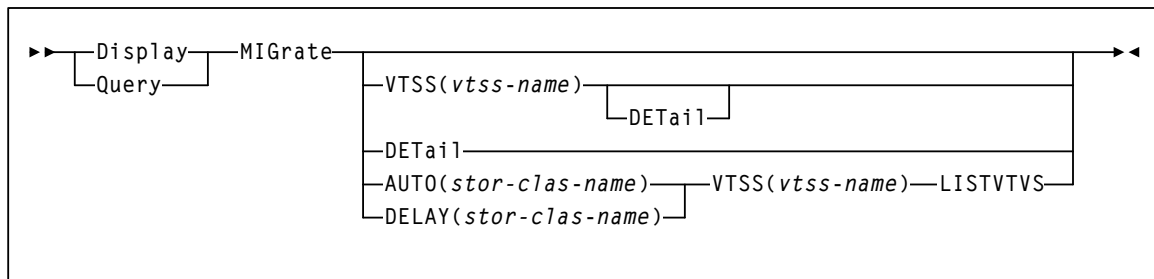 Display MIGrate
Query VTSS(vtss-name)
DETail
DETail
AUTO(stor-clas-name) VTSS(vtss-name) LISTVTVS
DELAY(stor-clas-name)